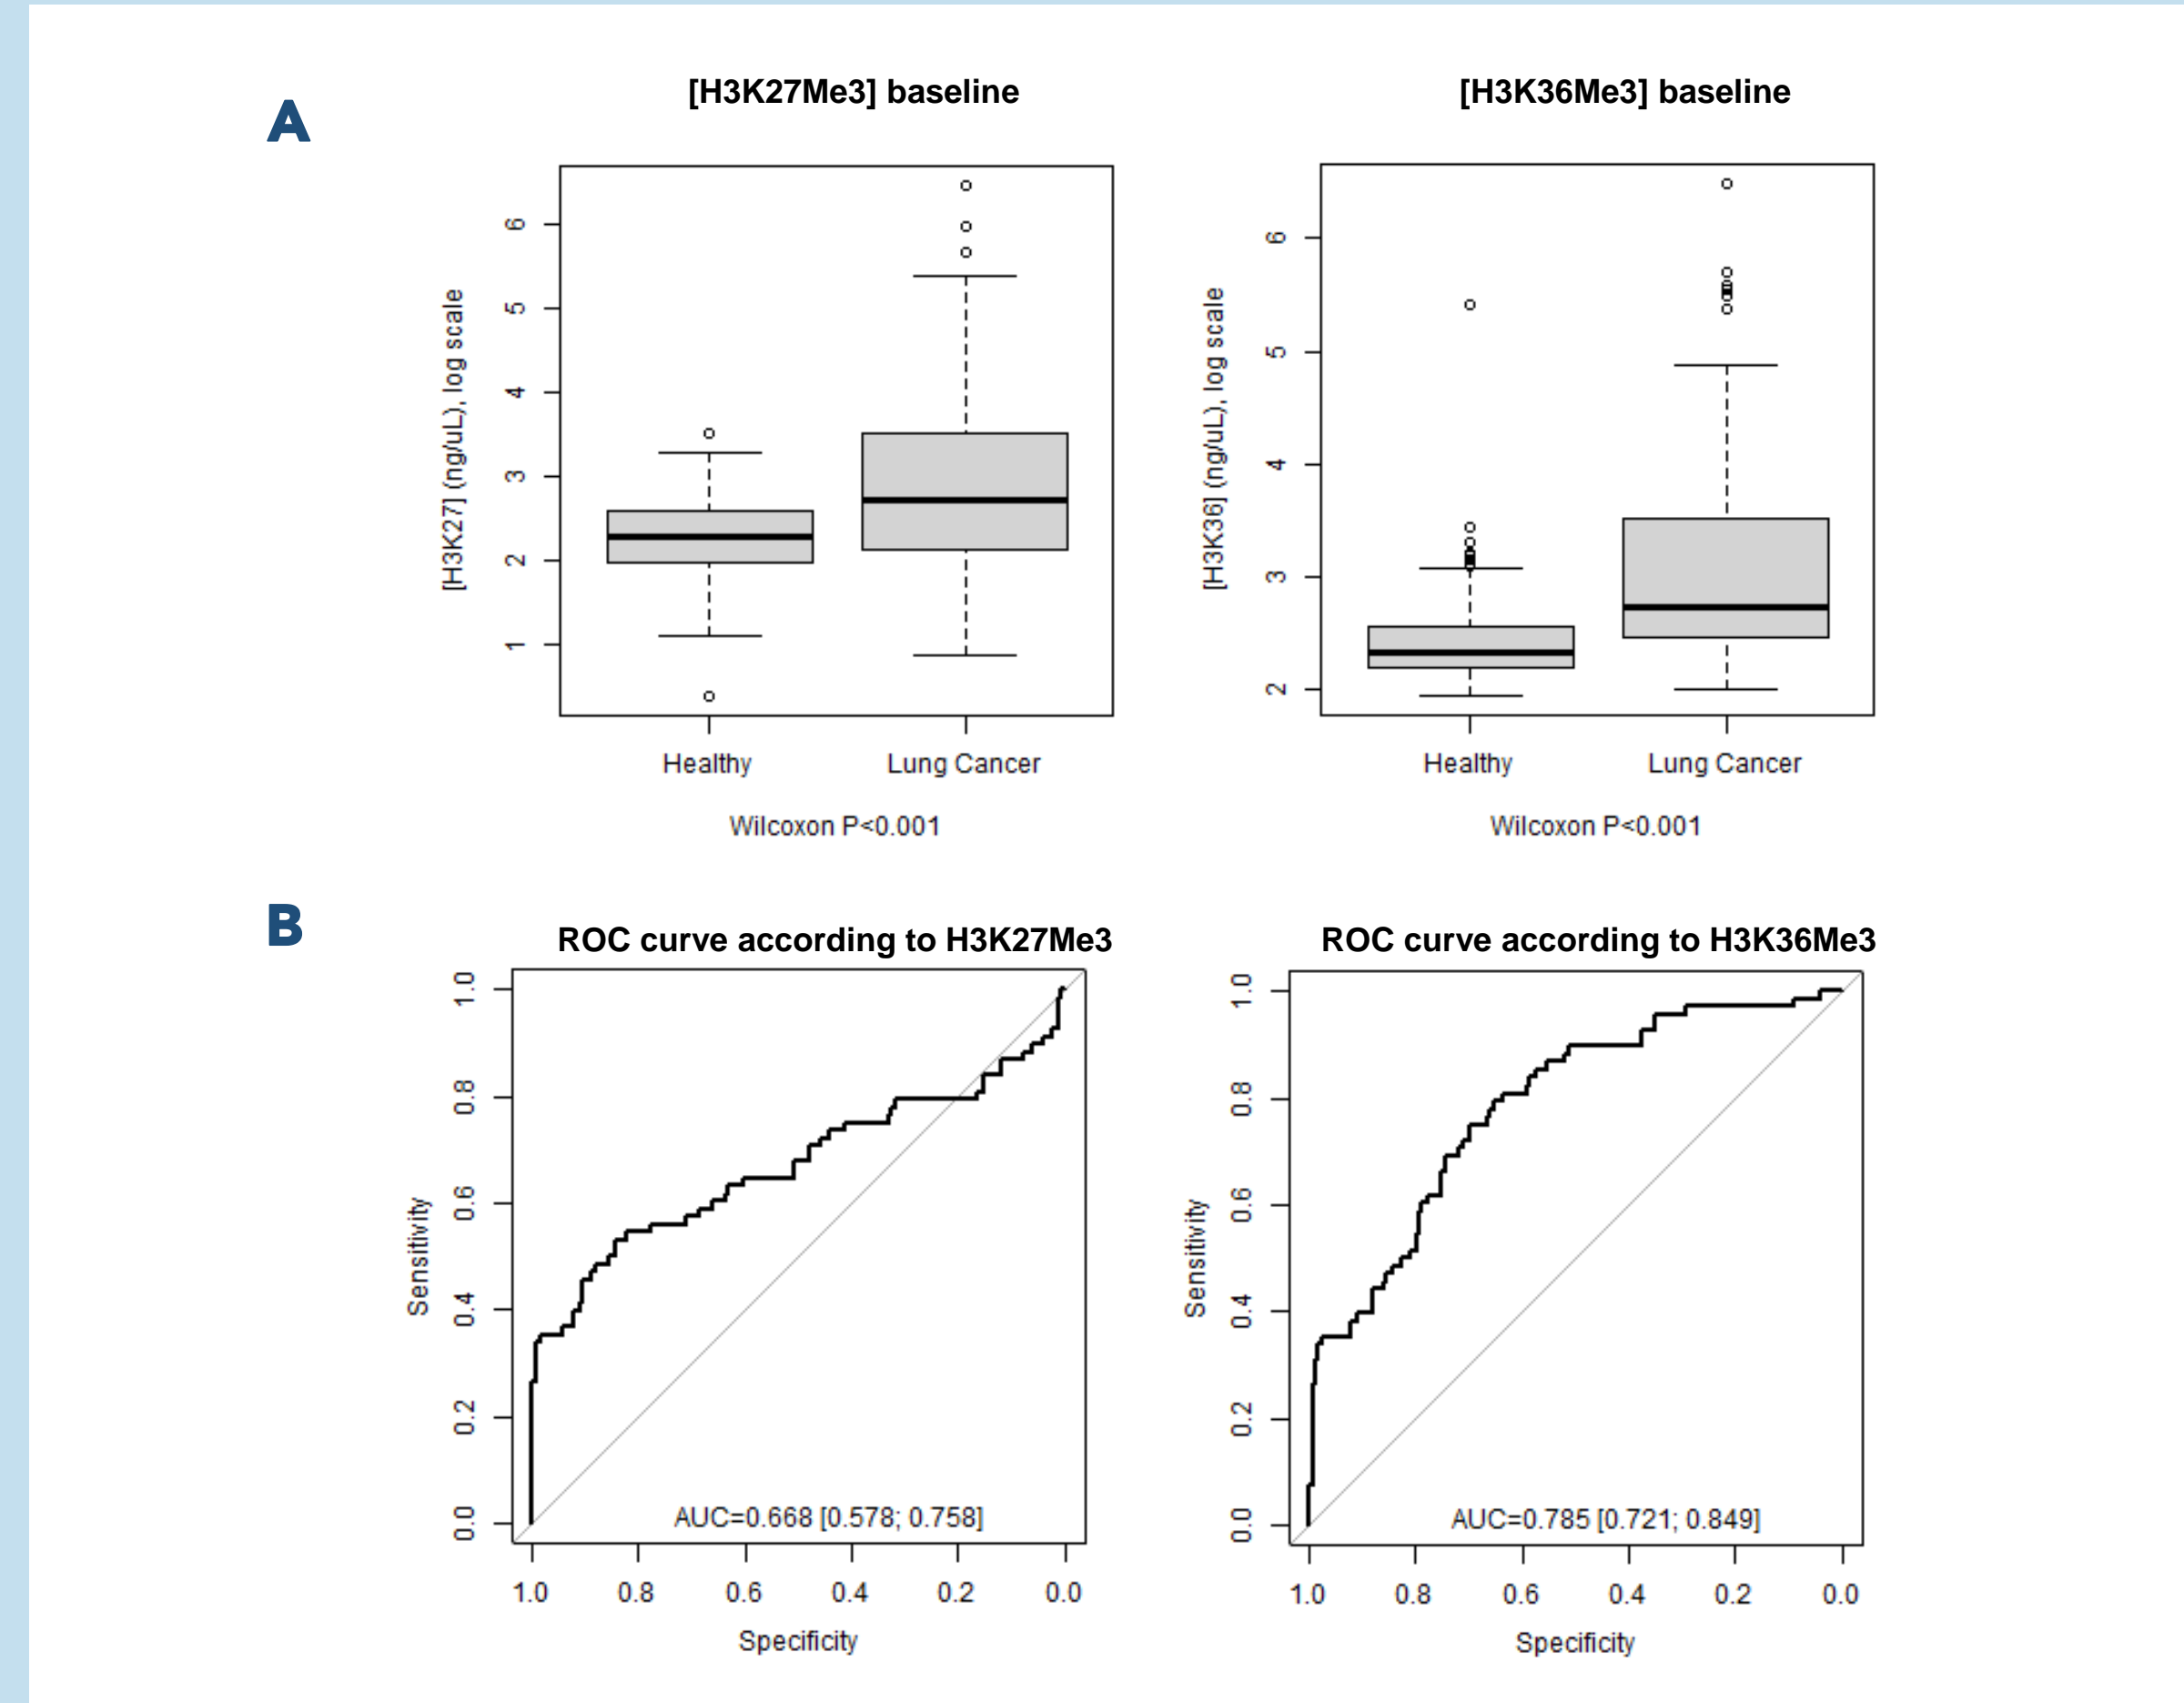 A
[H3K27Me3] baseline
[H3K27] (ng/uL), log scale
6
5
4
3
2
1
Healthy Lung Cancer
Wilcoxon P<0.001
[H3K36Me3] baseline
[H3K36] (ng/uL), log scale
6
5
4
3
2
Healthy Lung Cancer
Wilcoxon P<0.001
B
ROC curve according to H3K27Me3
Sensitivity
1.0
0.8
0.6
0.4
0.2
0.0
AUC=0.668 [0.578; 0.758]
1.0 0.8 0.6 0.4 0.2 0.0
Specificity
ROC curve according to H3K36Me3
Sensitivity
1.0
0.8
0.6
0.4
0.2
0.0
AUC=0.785 [0.721; 0.849]
1.0 0.8 0.6 0.4 0.2 0.0
Specificity